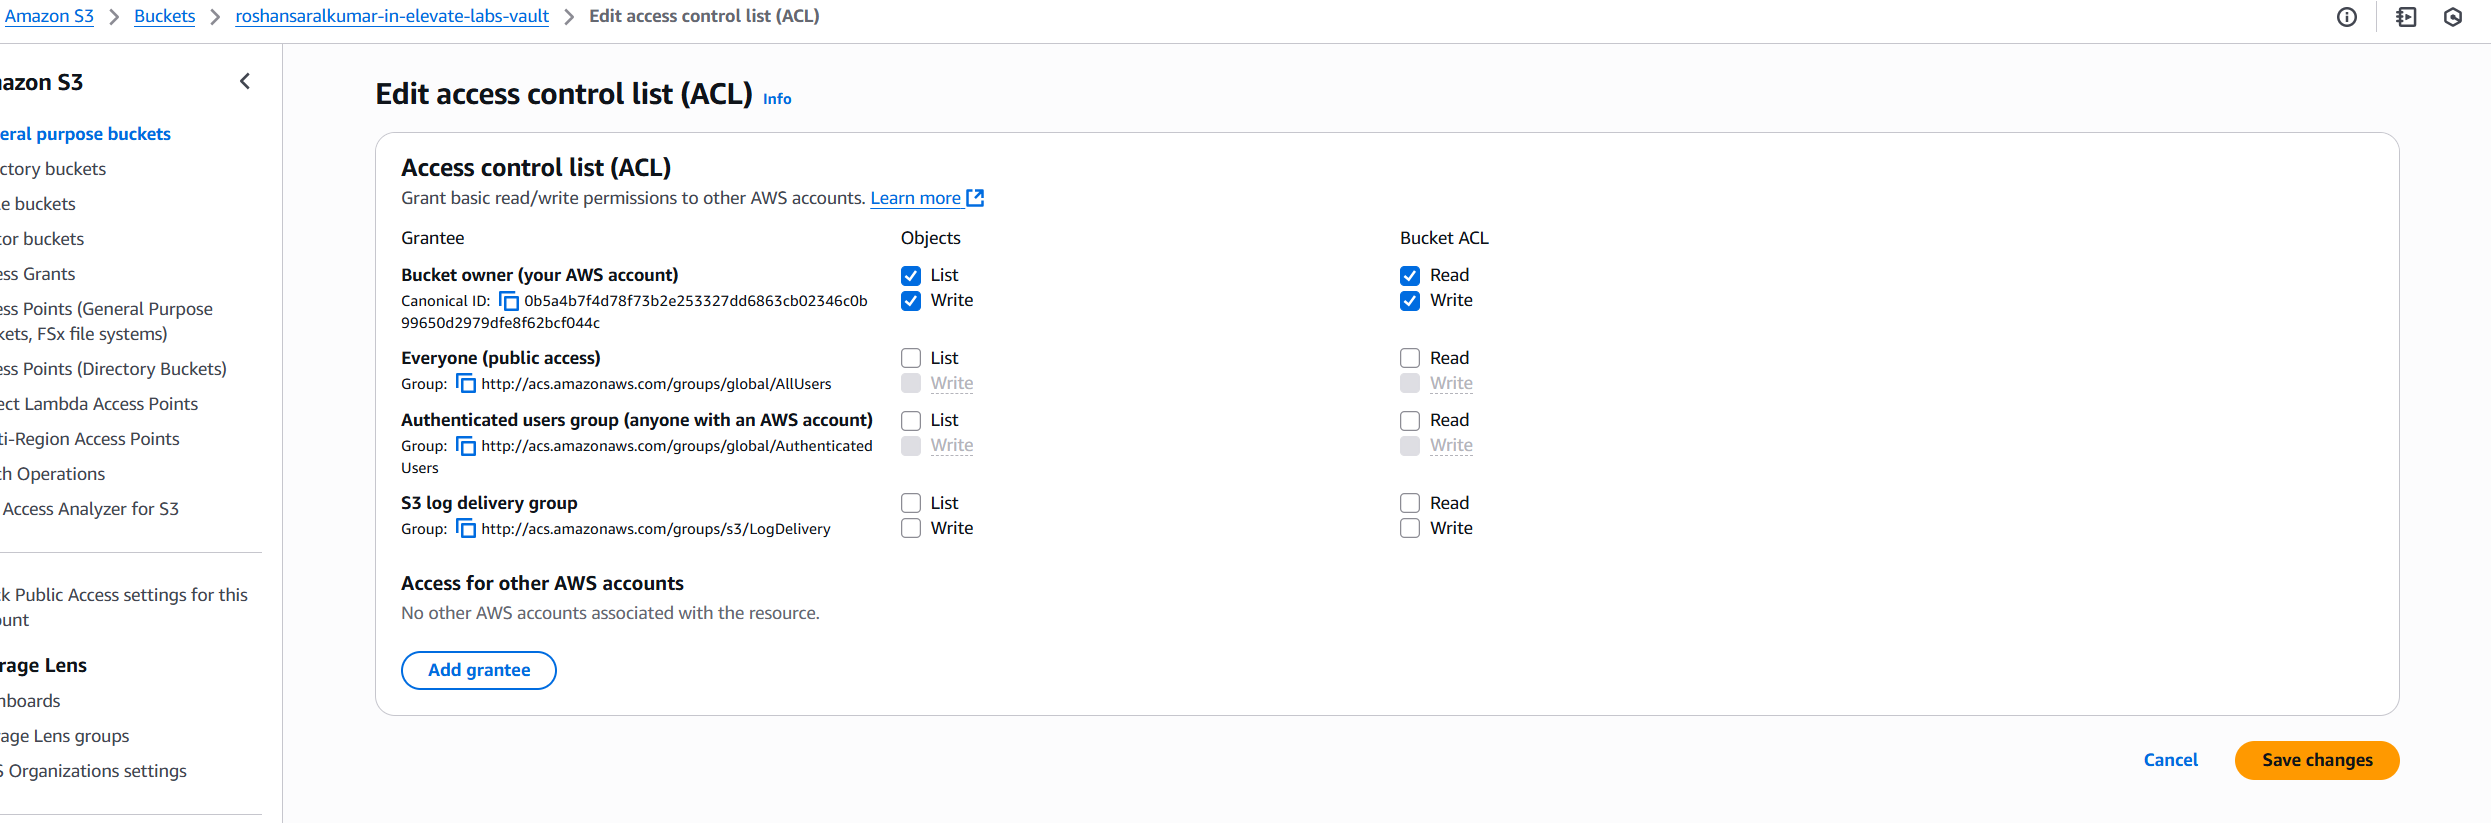 Amazon S3 > Buckets > roshansaralkumar-in-elevate-labs-vault > Edit access control list (ACL)
azon S3
eral purpose buckets
ctory buckets
e buckets
or buckets
ess Grants
ess Points (General Purpose
kets, FSx file systems)
ess Points (Directory Buckets)
ect Lambda Access Points
ti-Region Access Points
ch Operations
Access Analyzer for S3
k Public Access settings for this
ount
rage Lens
hboards
age Lens groups
S Organizations settings
Edit access control list (ACL) Info
Access control list (ACL)
Grant basic read/write permissions to other AWS accounts. Learn more
Grantee Objects Bucket ACL
Bucket owner (your AWS account) List Read
Canonical ID: 0b5a4b7f4d78f73b2e253327dd6863cb02346c0b Write Write
99650d2979dfe8f62bcf044c
Everyone (public access) List Read
Group: http://acs.amazonaws.com/groups/global/AllUsers Write Write
Authenticated users group (anyone with an AWS account) List Read
Group: http://acs.amazonaws.com/groups/global/Authenticated Write Write
Users
S3 log delivery group List Read
Group: http://acs.amazonaws.com/groups/s3/LogDelivery Write Write
Access for other AWS accounts
No other AWS accounts associated with the resource.
Add grantee
Cancel Save changes